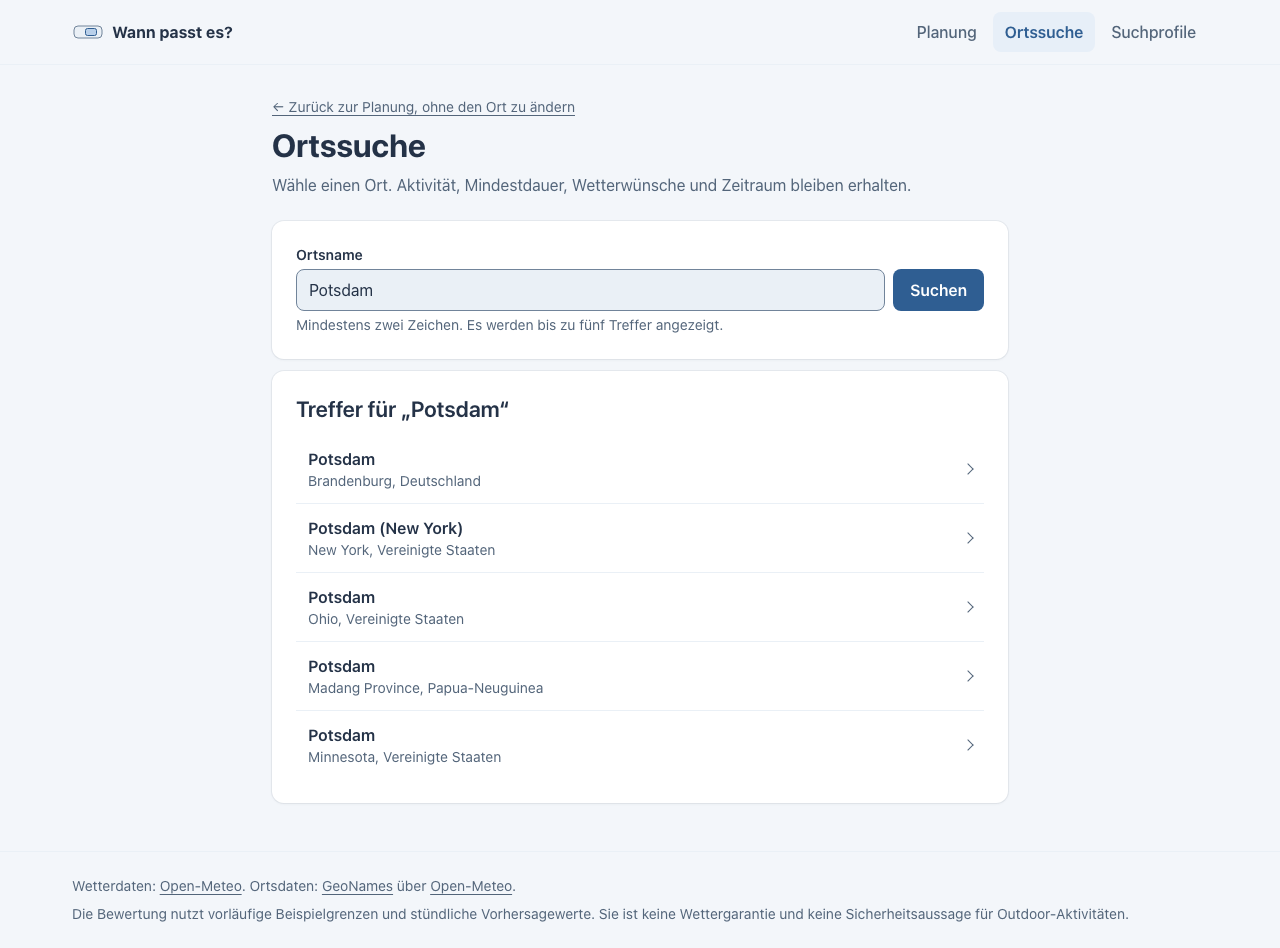 Wann passt es?
Planung
Ortssuche
Suchprofile
← Zurück zur Planung, ohne den Ort zu ändern
Ortssuche
Wähle einen Ort. Aktivität, Mindestdauer, Wetterwünsche und Zeitraum bleiben erhalten.
Ortsname
Potsdam
Suchen
Mindestens zwei Zeichen. Es werden bis zu fünf Treffer angezeigt.
Treffer für „Potsdam“
Potsdam
Brandenburg, Deutschland
Potsdam (New York)
New York, Vereinigte Staaten
Potsdam
Ohio, Vereinigte Staaten
Potsdam
Madang Province, Papua-Neuguinea
Potsdam
Minnesota, Vereinigte Staaten
Wetterdaten: Open-Meteo. Ortsdaten: GeoNames über Open-Meteo.
Die Bewertung nutzt vorläufige Beispielgrenzen und stündliche Vorhersagewerte. Sie ist keine Wettergarantie und keine Sicherheitsaussage für Outdoor-Aktivitäten.